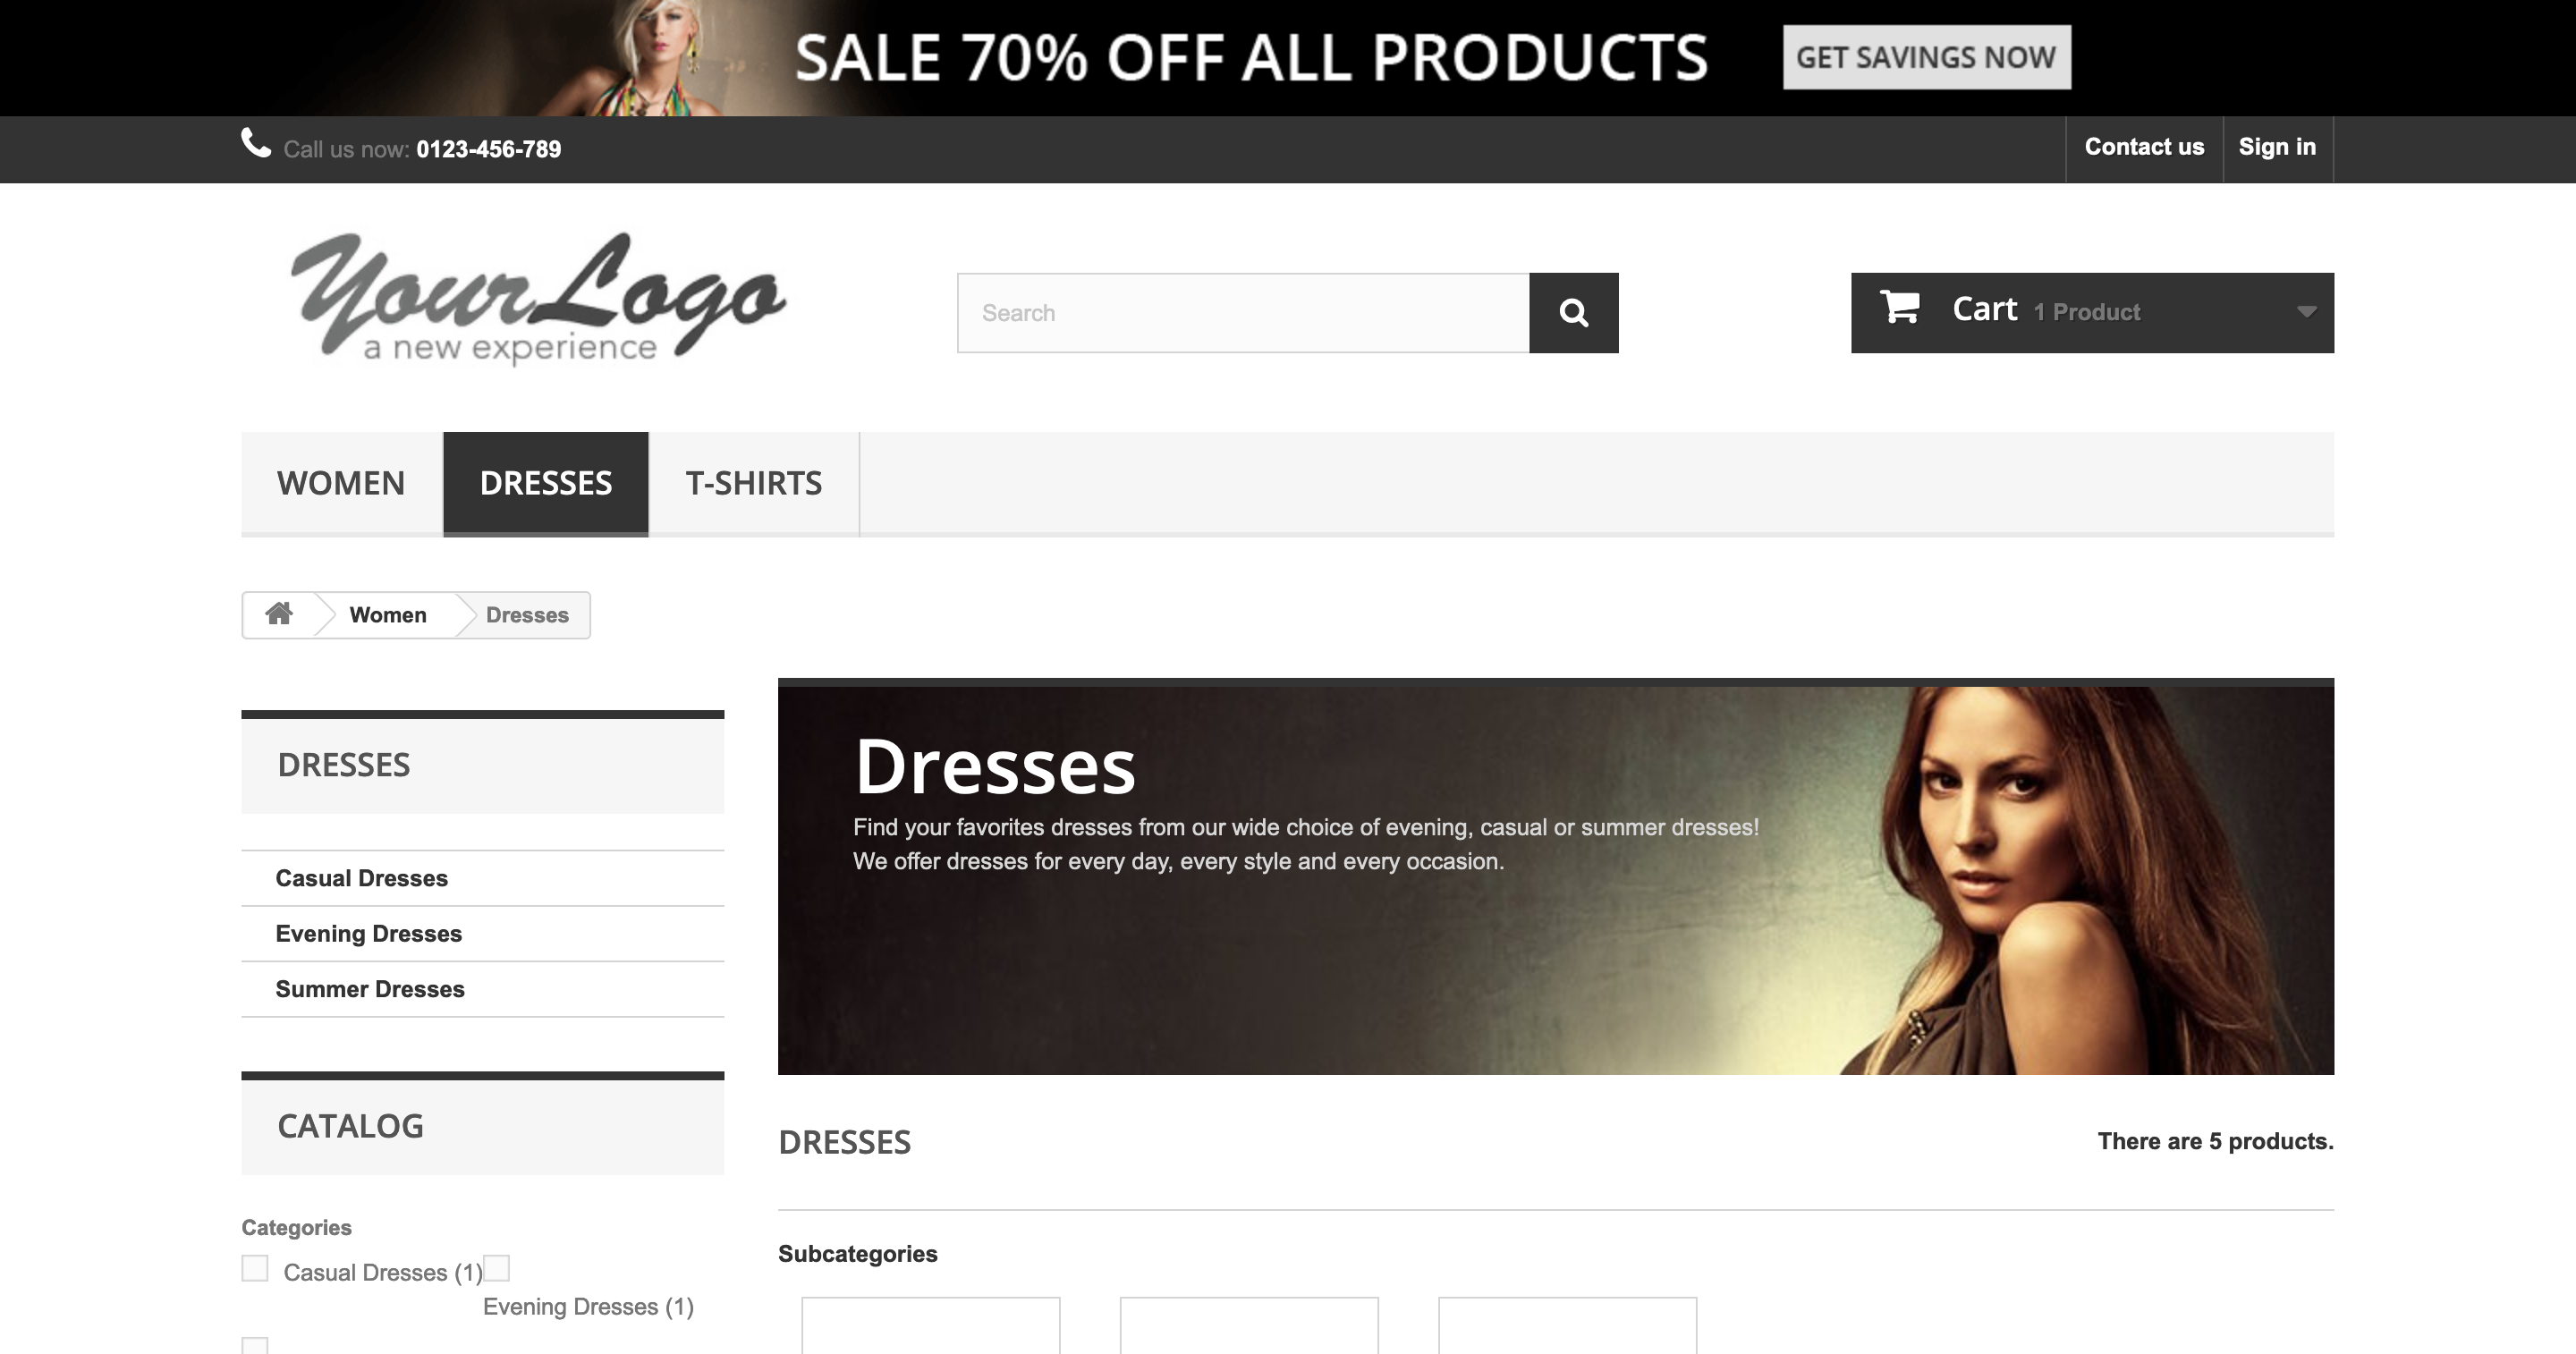 SALE 70% OFF ALL PRODUCTS
GET SAVINGS NOW
Call us now: 0123-456-789
Contact us
Sign in
YourLogo
a new experience
Search
Cart 1 Product
WOMEN
DRESSES
T-SHIRTS
Women
Dresses
DRESSES
Casual Dresses
Evening Dresses
Summer Dresses
CATALOG
Categories
Casual Dresses (1)
Evening Dresses (1)
Dresses
Find your favorites dresses from our wide choice of evening, casual or summer dresses!
We offer dresses for every day, every style and every occasion.
DRESSES
There are 5 products.
Subcategories